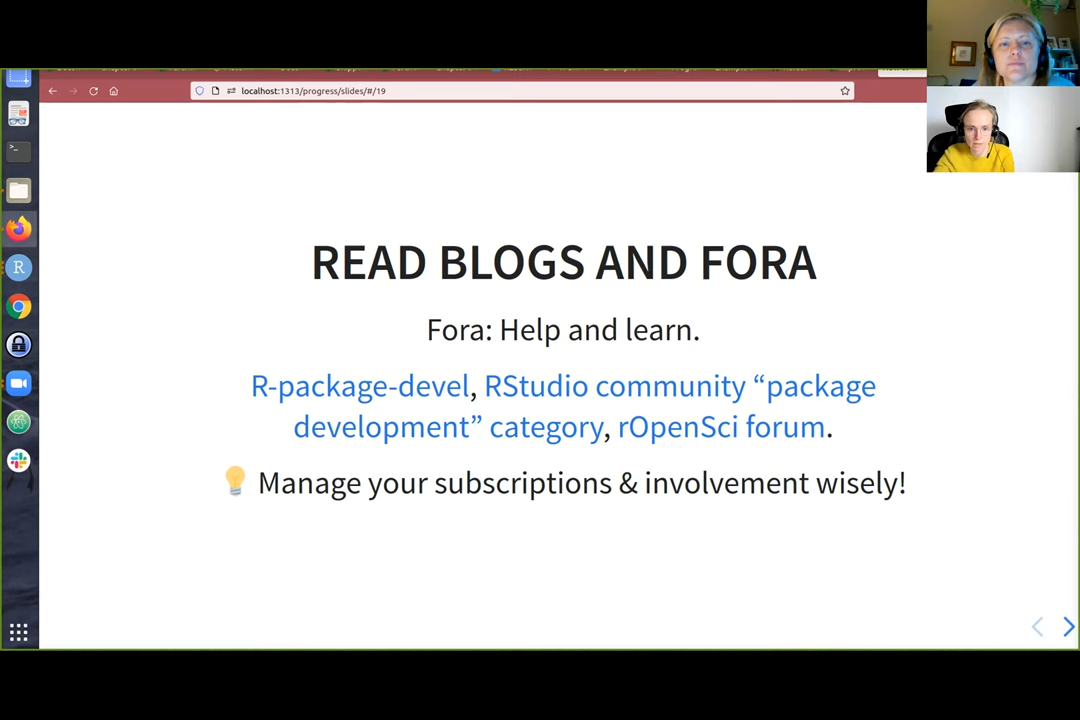 localhost:1313/progress/slides/#/19
READ BLOGS AND FORA
Fora: Help and learn.
R-package-devel, RStudio community “package
development” category, rOpenSci forum.
💡 Manage your subscriptions & involvement wisely!